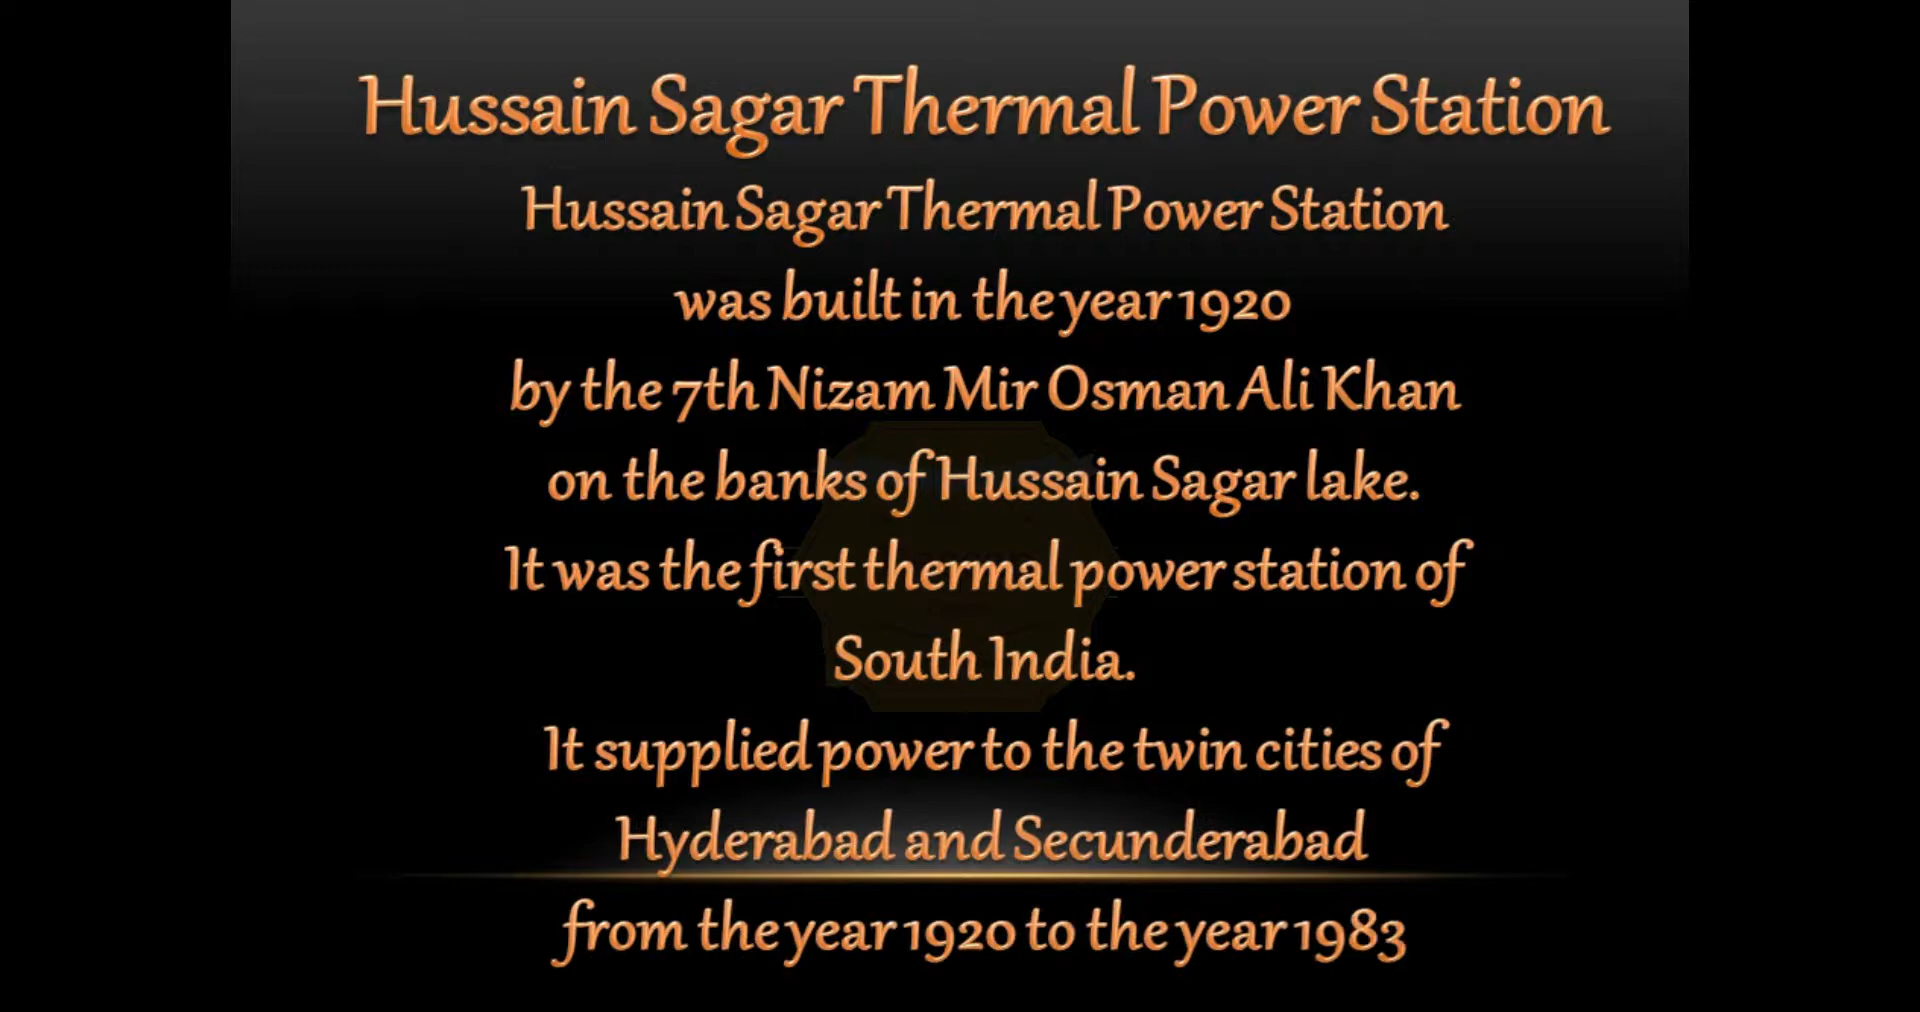 Hussain Sagar Thermal Power Station
Hussain Sagar Thermal Power Station
was built in the year 1920
by the 7th Nizam Mir Osman Ali Khan
on the banks of Hussain Sagar lake.
It was the first thermal power station of
South India.
It supplied power to the twin cities of
Hyderabad and Secunderabad
from the year 1920 to the year 1983